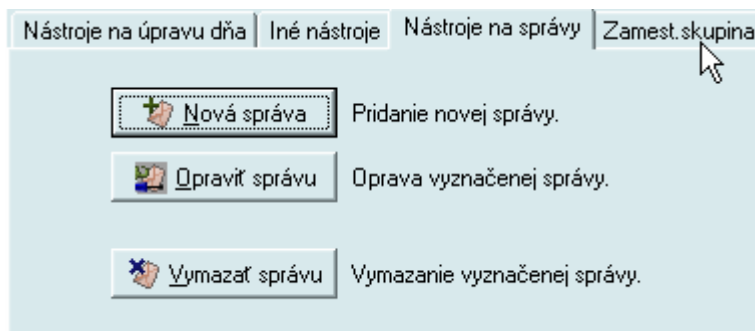 Nástroje na úpravu dňa Iné nástroje Nástroje na správy Zamest.skupina
Nová správa Pridanie novej správy.
Opraviť správu Oprava vyznačenej správy.
Vymazať správu Vymazanie vyznačenej správy.